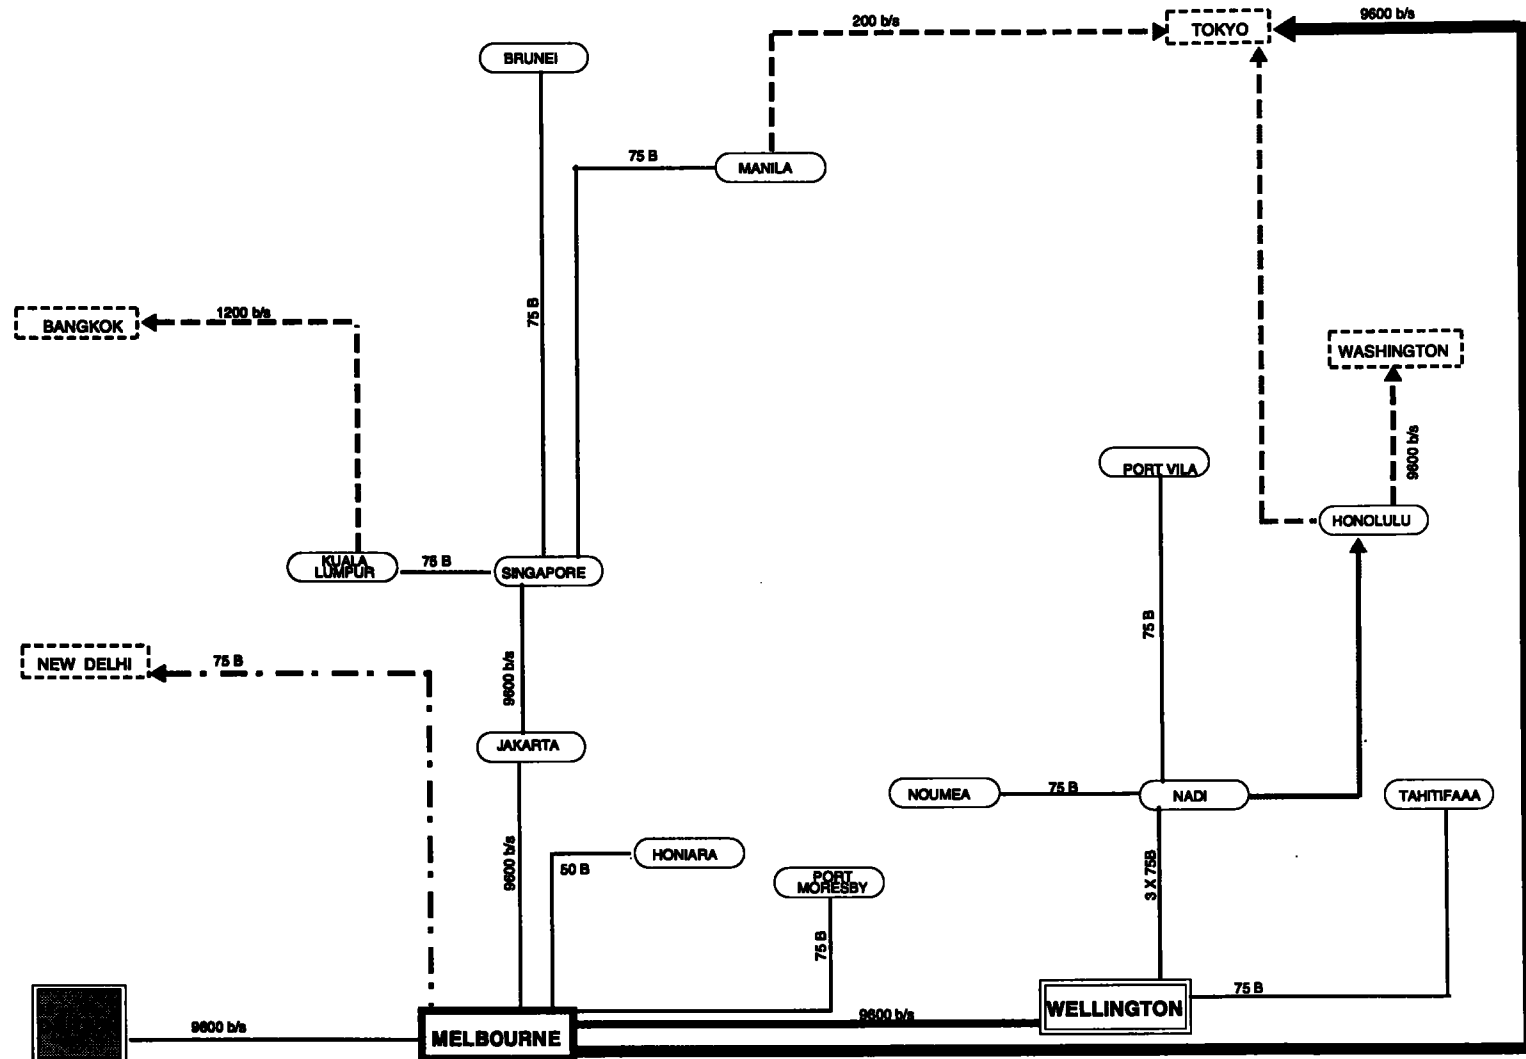 200 b/s
9600 b/s
TOKYO
BRUNEI
75 B
MANILA
75 B
1200 b/s
BANGKOK
WASHINGTON
9600 b/s
PORT VILA
HONOLULU
KUALA
LUMPUR
75 B
SINGAPORE
75 B
NEW DELHI
75 B
9600 b/s
JAKARTA
NOUMEA
75 B
NADI
TAHITIFAAA
9600 b/s
HONIARA
50 B
PORT
MORESBY
3 X 75B
75 B
75 B
WELLINGTON
9600 b/s
9600 b/s
MELBOURNE